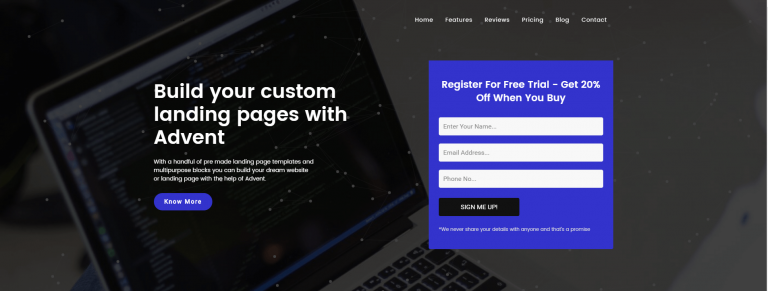 Home Features Reviews Pricing Blog Contact
Build your custom
landing pages with
Advent
With a handful of pre made landing page templates and
multipurpose blocks you can build your dream website
or landing page with the help of Advent.
Know More
Register For Free Trial - Get 20%
Off When You Buy
Enter Your Name...
Email Address...
Phone No...
SIGN ME UP!
*We never share your details with anyone and that's a promise